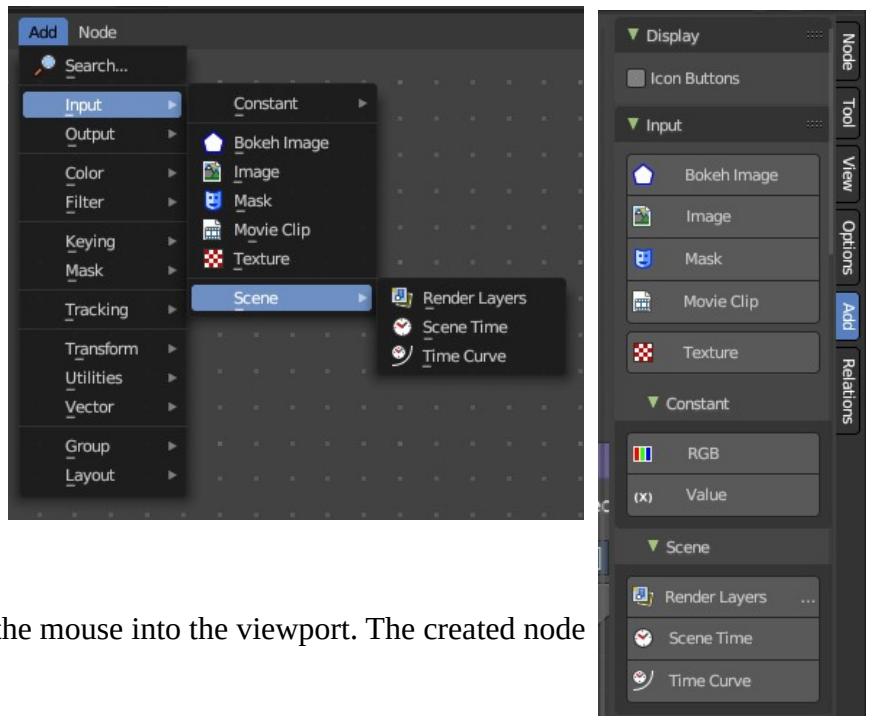 Add Node
Search...
Input
Output
Color
Filter
Keying
Mask
Tracking
Transform
Utilities
Vector
Group
Layout
Constant
Bokeh Image
Image
Mask
Movie Clip
Texture
Scene
Render Layers
Scene Time
Time Curve
the mouse into the viewport. The created node
Display
Icon Buttons
Input
Bokeh Image
Image
Mask
Movie Clip
Texture
Constant
RGB
(x) Value
Scene
Render Layers ...
Scene Time
Time Curve
Node
Tool
View
Options
Add
Relations